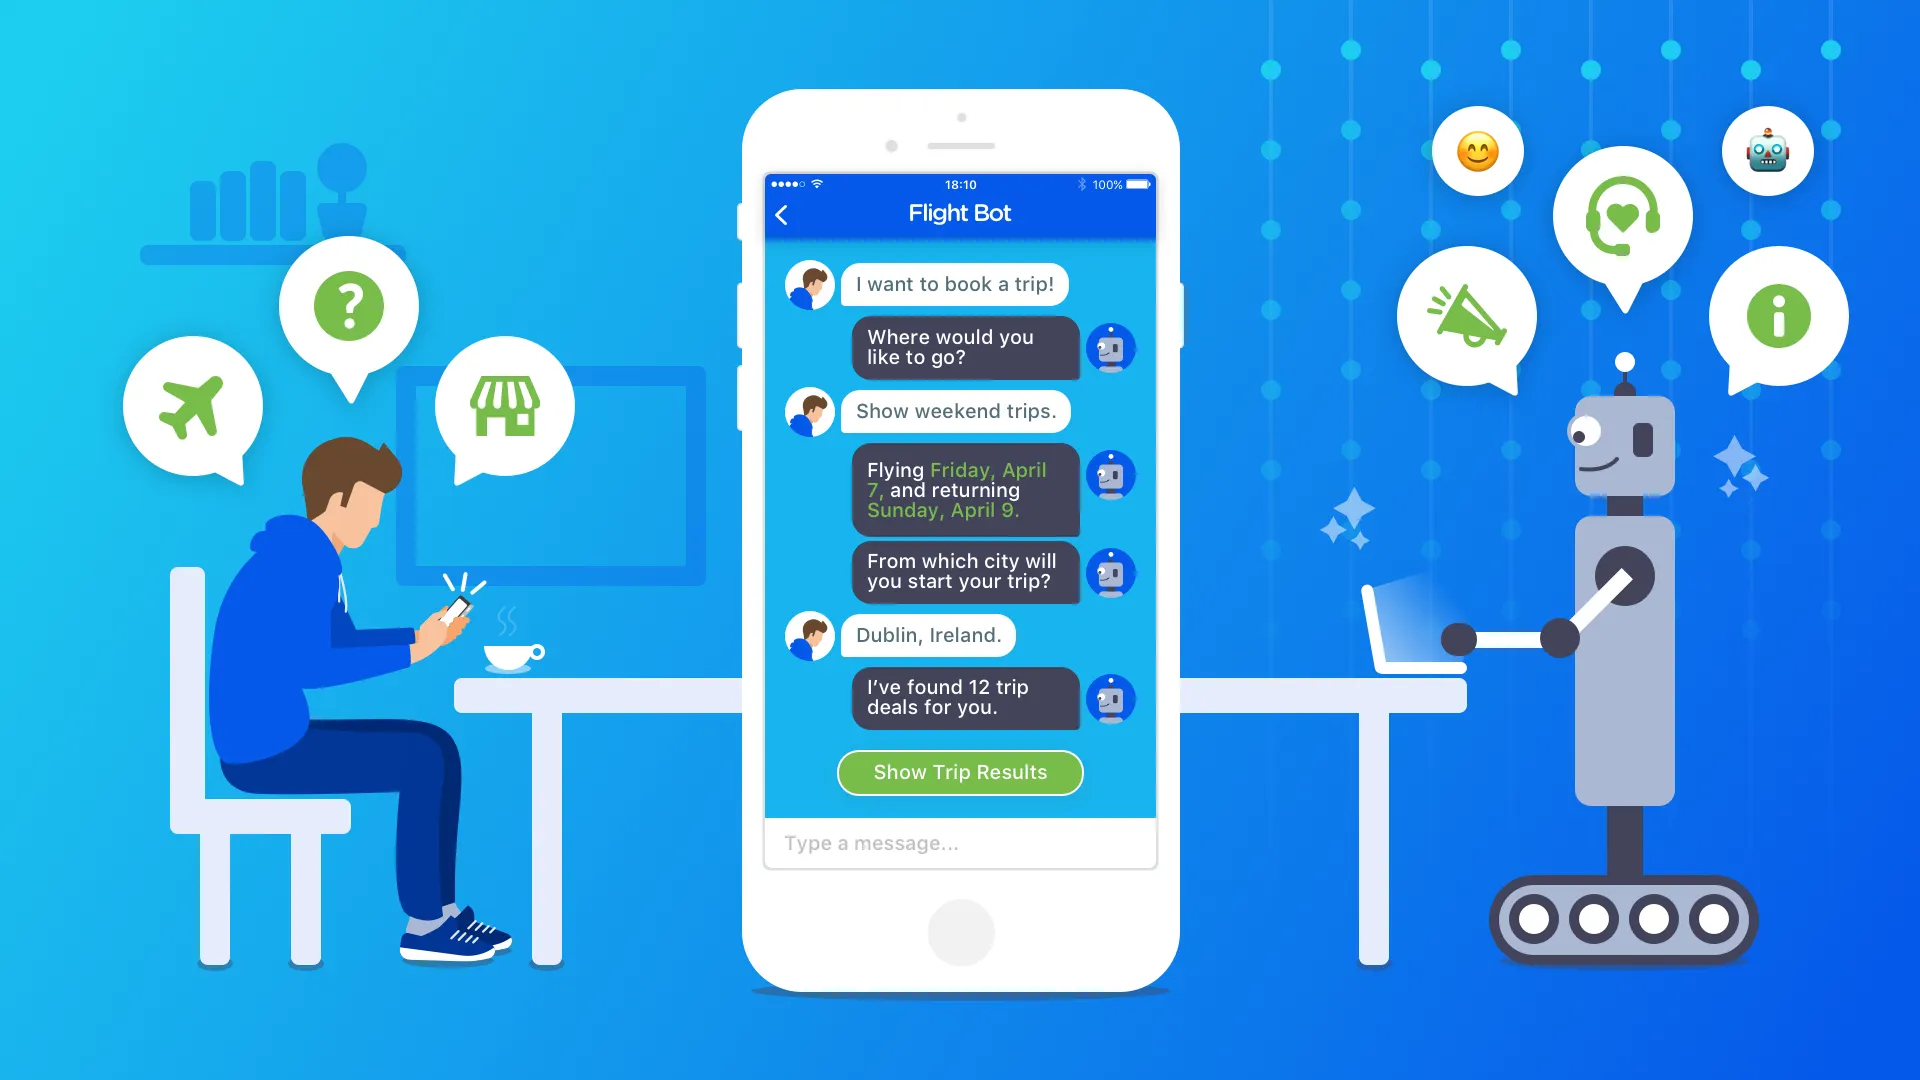 18:10
100%
Flight Bot
I want to book a trip!
Where would you
like to go?
Show weekend trips.
Flying Friday, April
7, and returning
Sunday, April 9.
From which city will
you start your trip?
Dublin, Ireland.
I’ve found 12 trip
deals for you.
Show Trip Results
Type a message...